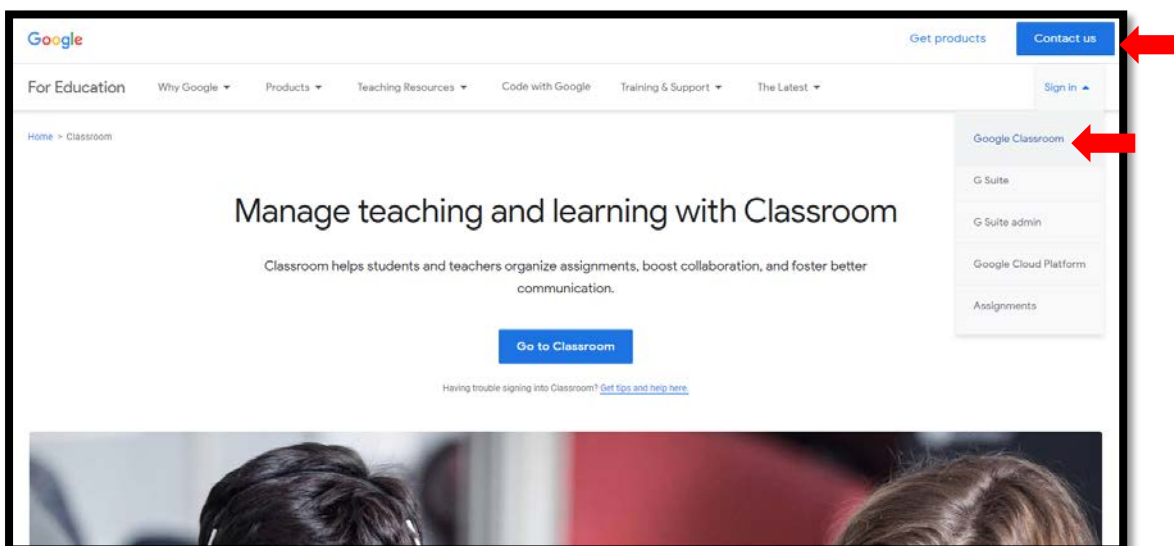 Google
Get products
Contact us
For Education
Why Google
Products
Teaching Resources
Code with Google
Training & Support
The Latest
Sign in
Home > Classroom
Google Classroom
G Suite
G Suite admin
Google Cloud Platform
Assignments
Manage teaching and learning with Classroom
Classroom helps students and teachers organize assignments, boost collaboration, and foster better
communication.
Go to Classroom
Having trouble signing into Classroom? Get tips and help here.